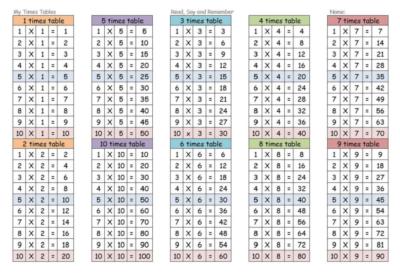 My Times Tables
Read, Say and Remember
Name:
1 times table
1 X 1 = 1
2 X 1 = 2
3 X 1 = 3
4 X 1 = 4
5 X 1 = 5
6 X 1 = 6
7 X 1 = 7
8 X 1 = 8
9 X 1 = 9
10 X 1 = 10
5 times table
1 X 5 = 5
2 X 5 = 10
3 X 5 = 15
4 X 5 = 20
5 X 5 = 25
6 X 5 = 30
7 X 5 = 35
8 X 5 = 40
9 X 5 = 45
10 X 5 = 50
3 times table
1 X 3 = 3
2 X 3 = 6
3 X 3 = 9
4 X 3 = 12
5 X 3 = 15
6 X 3 = 18
7 X 3 = 21
8 X 3 = 24
9 X 3 = 27
10 X 3 = 30
4 times table
1 X 4 = 4
2 X 4 = 8
3 X 4 = 12
4 X 4 = 16
5 X 4 = 20
6 X 4 = 24
7 X 4 = 28
8 X 4 = 32
9 X 4 = 36
10 X 4 = 40
7 times table
1 X 7 = 7
2 X 7 = 14
3 X 7 = 21
4 X 7 = 28
5 X 7 = 35
6 X 7 = 42
7 X 7 = 49
8 X 7 = 56
9 X 7 = 63
10 X 7 = 70
2 times table
1 X 2 = 2
2 X 2 = 4
3 X 2 = 6
4 X 2 = 8
5 X 2 = 10
6 X 2 = 12
7 X 2 = 14
8 X 2 = 16
9 X 2 = 18
10 X 2 = 20
10 times table
1 X 10 = 10
2 X 10 = 20
3 X 10 = 30
4 X 10 = 40
5 X 10 = 50
6 X 10 = 60
7 X 10 = 70
8 X 10 = 80
9 X 10 = 90
10 X 10 = 100
6 times table
1 X 6 = 6
2 X 6 = 12
3 X 6 = 18
4 X 6 = 24
5 X 6 = 30
6 X 6 = 36
7 X 6 = 42
8 X 6 = 48
9 X 6 = 54
10 X 6 = 60
8 times table
1 X 8 = 8
2 X 8 = 16
3 X 8 = 24
4 X 8 = 32
5 X 8 = 40
6 X 8 = 48
7 X 8 = 56
8 X 8 = 64
9 X 8 = 72
10 X 8 = 80
9 times table
1 X 9 = 9
2 X 9 = 18
3 X 9 = 27
4 X 9 = 36
5 X 9 = 45
6 X 9 = 54
7 X 9 = 63
8 X 9 = 72
9 X 9 = 81
10 X 9 = 90